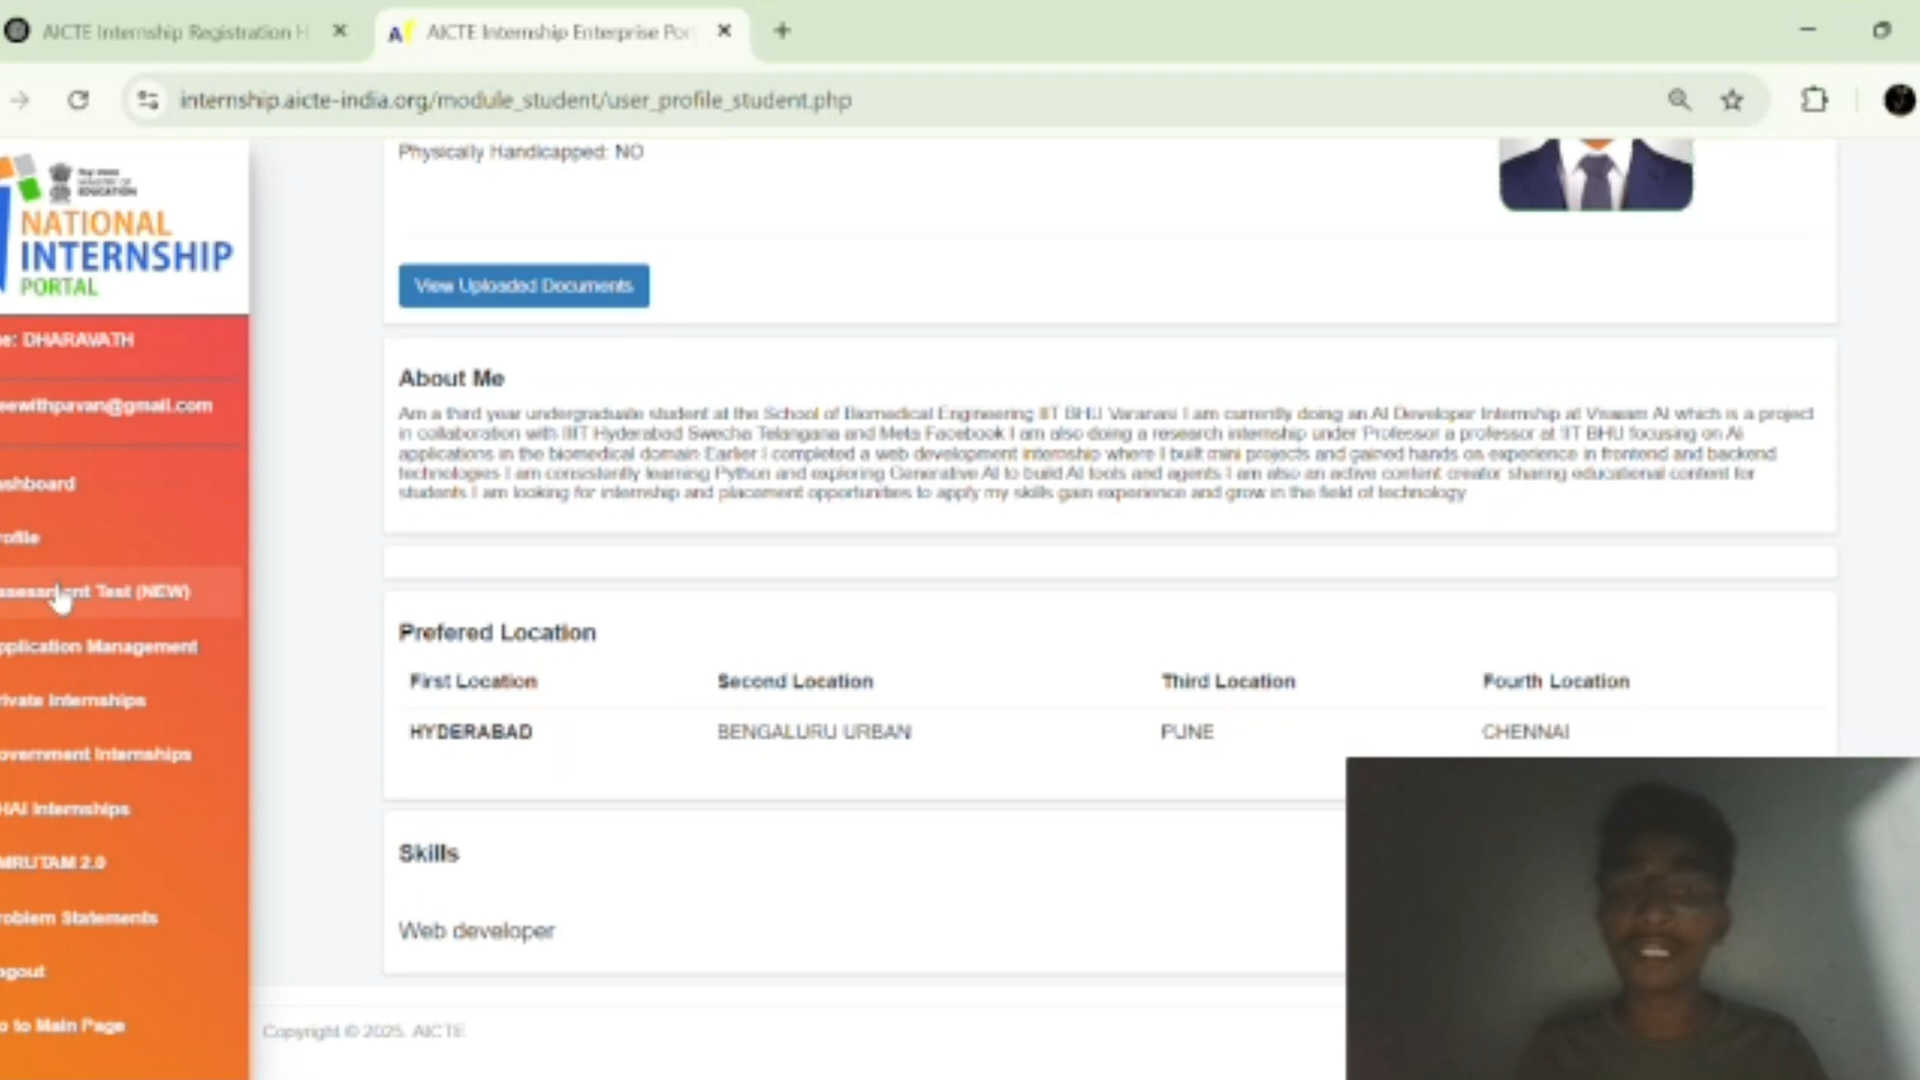 AICTE Internship Registration H
AICTE Internship Enterprise Por
internship.aicte-india.org/module_student/user_profile_student.php
MINISTRY OF
EDUCATION
NATIONAL
INTERNSHIP
PORTAL
e: DHARAVATH
eewithpavan@gmail.com
ashboard
rofile
ssessment Test (NEW)
pplication Management
rivate Internships
overnment Internships
HAI Internships
MRUTAM 2.0
roblem Statements
ogout
o to Main Page
Physically Handicapped: NO
View Uploaded Documents
About Me
Am a third year undergraduate student at the School of Biomedical Engineering IIT BHU Varanasi I am currently doing an AI Developer Internship at AI which is a project
in collaboration with IIIT Hyderabad Swecha Telangana and Meta Facebook I am also doing a research internship under Professor a professor at IIT BHU focusing on AI
applications in the biomedical domain Earlier I completed a web development internship where I built mini projects and gained hands on experience in frontend and backend
technologies I am consistently learning Python and exploring Generative AI to build AI tools and agents I am also an active content creator sharing educational content for
students I am looking for internship and placement opportunities to apply my skills gain experience and grow in the field of technology
Prefered Location
First Location Second Location Third Location Fourth Location
HYDERABAD BENGALURU URBAN PUNE CHENNAI
Skills
Web developer
Copyright © 2025. AICTE